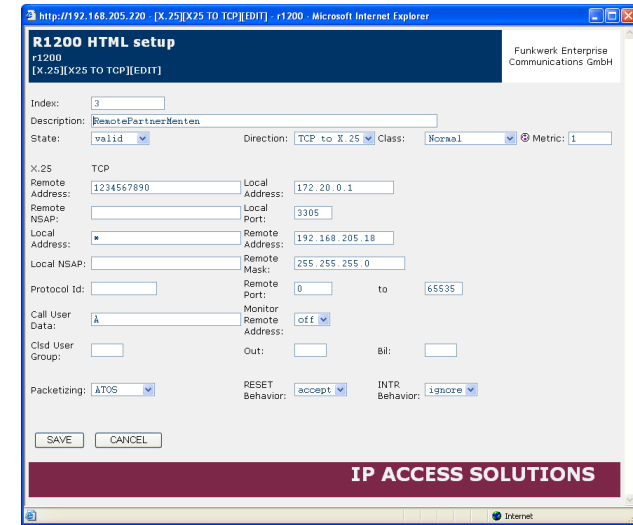 http://192.168.205.220 - [X.25][X25 TO TCP][EDIT] - r1200 - Microsoft Internet Explorer
R1200 HTML setup
r1200
[X.25][X25 TO TCP][EDIT]
Funkwerk Enterprise
Communications GmbH
Index: 3
Description: RemotePartnerMenten
State: valid Direction: TCP to X.25 Class: Normal Metric: 1
X.25 TCP
Remote Address: 1234567890 Local Address: 172.20.0.1
Remote NSAP: Local Port: 3305
Local Address: * Remote Address: 192.168.205.18
Local NSAP: Remote Mask: 255.255.255.0
Protocol Id: Remote Port: 0 to 65535
Call User Data: À Monitor Remote Address: off
Clsd User Group: Out: Bil:
Packetizing: ATOS RESET Behavior: accept INTR Behavior: ignore
SAVE CANCEL
IP ACCESS SOLUTIONS
Internet